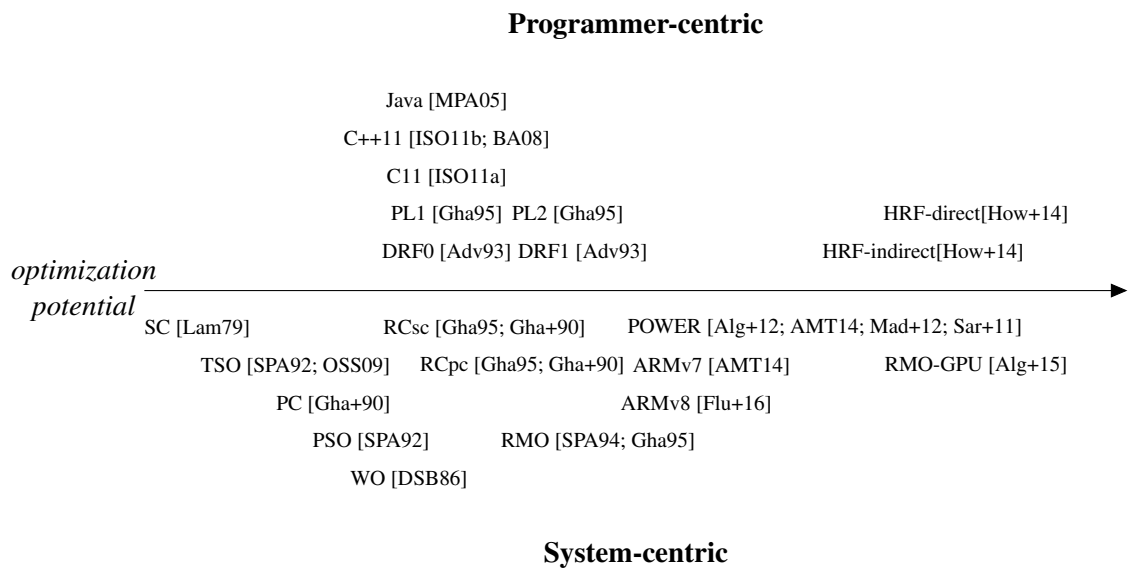 Programmer-centric
Java [MPA05]
C++11 [ISO11b; BA08]
C11 [ISO11a]
PL1 [Gha95] PL2 [Gha95] HRF-direct[How+14]
DRF0 [Adv93] DRF1 [Adv93] HRF-indirect[How+14]
optimization
potential
SC [Lam79] RCsc [Gha95; Gha+90] POWER [Alg+12; AMT14; Mad+12; Sar+11]
TSO [SPA92; OSS09] RCpc [Gha95; Gha+90] ARMv7 [AMT14] RMO-GPU [Alg+15]
PC [Gha+90] ARMv8 [Flu+16]
PSO [SPA92] RMO [SPA94; Gha95]
WO [DSB86]
System-centric